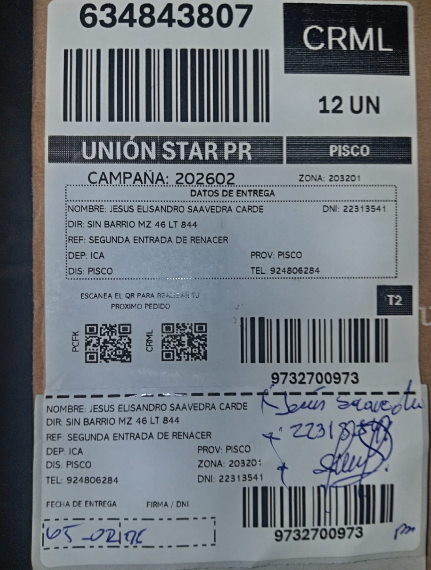 634843807
CRML
12 UN
UNIÓN STAR PR
PISCO
CAMPAÑA: 202602
ZONA: 203201
DATOS DE ENTREGA
NOMBRE: JESUS ELISANDRO SAAVEDRA CARDE DNI: 22313541
DIR: SIN BARRIO MZ 46 LT 844
REF: SEGUNDA ENTRADA DE RENACER
DEP: ICA PROV: PISCO
DIS: PISCO TEL: 924806284
ESCANEA EL QR PARA REALIZAR TU
PROXIMO PEDIDO
T2
PCFK
CRML
9732700973
NOMBRE: JESUS ELISANDRO SAAVEDRA CARDE
DIR: SIN BARRIO MZ 46 LT 844
REF: SEGUNDA ENTRADA DE RENACER
DEP: ICA PROV: PISCO
DIS: PISCO ZONA: 203201
TEL: 924806284 DNI: 22313541
Jesús Saavedra
FECHA DE ENTREGA FIRMA / DNI
9732700973